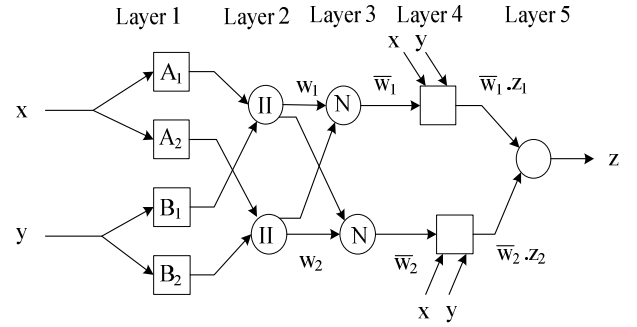 Layer 1 Layer 2 Layer 3 Layer 4 Layer 5
x y
A₁ w₁ w̅₁ w̅₁ .z₁
II N
x A₂
z
B₁
y II N
B₂ w₂ w̅₂ w̅₂ .z₂
x y